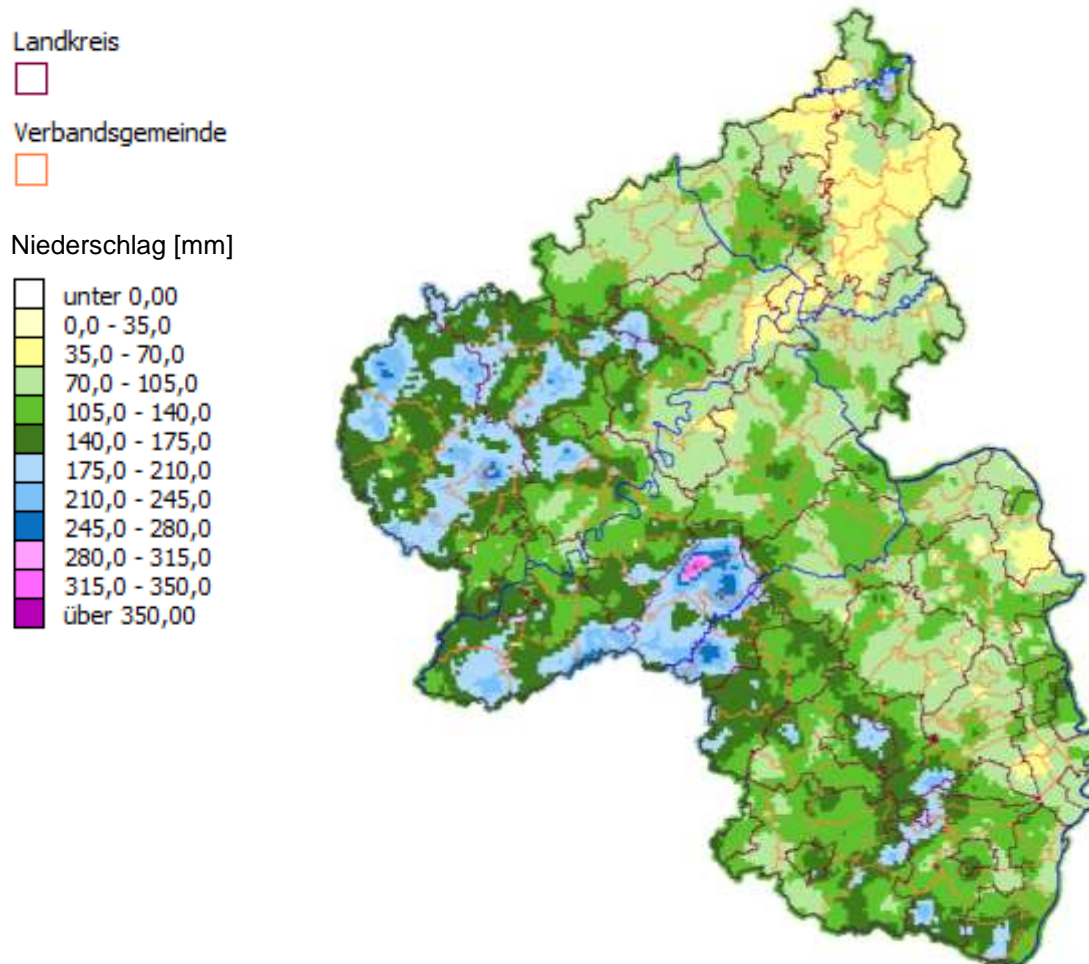 Landkreis
Verbandsgemeinde
Niederschlag [mm]
unter 0,00
0,0 - 35,0
35,0 - 70,0
70,0 - 105,0
105,0 - 140,0
140,0 - 175,0
175,0 - 210,0
210,0 - 245,0
245,0 - 280,0
280,0 - 315,0
315,0 - 350,0
über 350,00